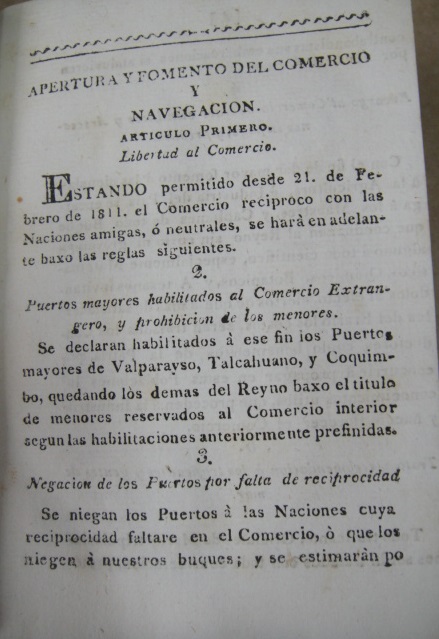 APERTURA Y FOMENTO DEL COMERCIO
Y
NAVEGACION.
ARTICULO PRIMERO.
Libertad al Comercio.
ESTANDO permitido desde 21. de Fe-
brero de 1811. el Comercio reciproco con las
Naciones amigas, ó neutrales, se hará en adelan-
te baxo las reglas siguientes.
2.
Puertos mayores habilitados al Comercio Extran-
gero, y prohibicion de los menores.
Se declaran habilitados à ese fin los Puertos
mayores de Valparayso, Talcahuano, y Coquim-
bo, quedando lòs demas del Reyno baxo el titulo
de menores reservados al Comercio interior
segun las habilitaciones anteriormente prefinidas.
3.
Negacion de los Puertos por falta de reciprocidad
Se niegan los Puertos à las Naciones cuya
reciprocidad faltare en el Comercio, ò que los
niegen à nuestros buques; y se estimaràn po